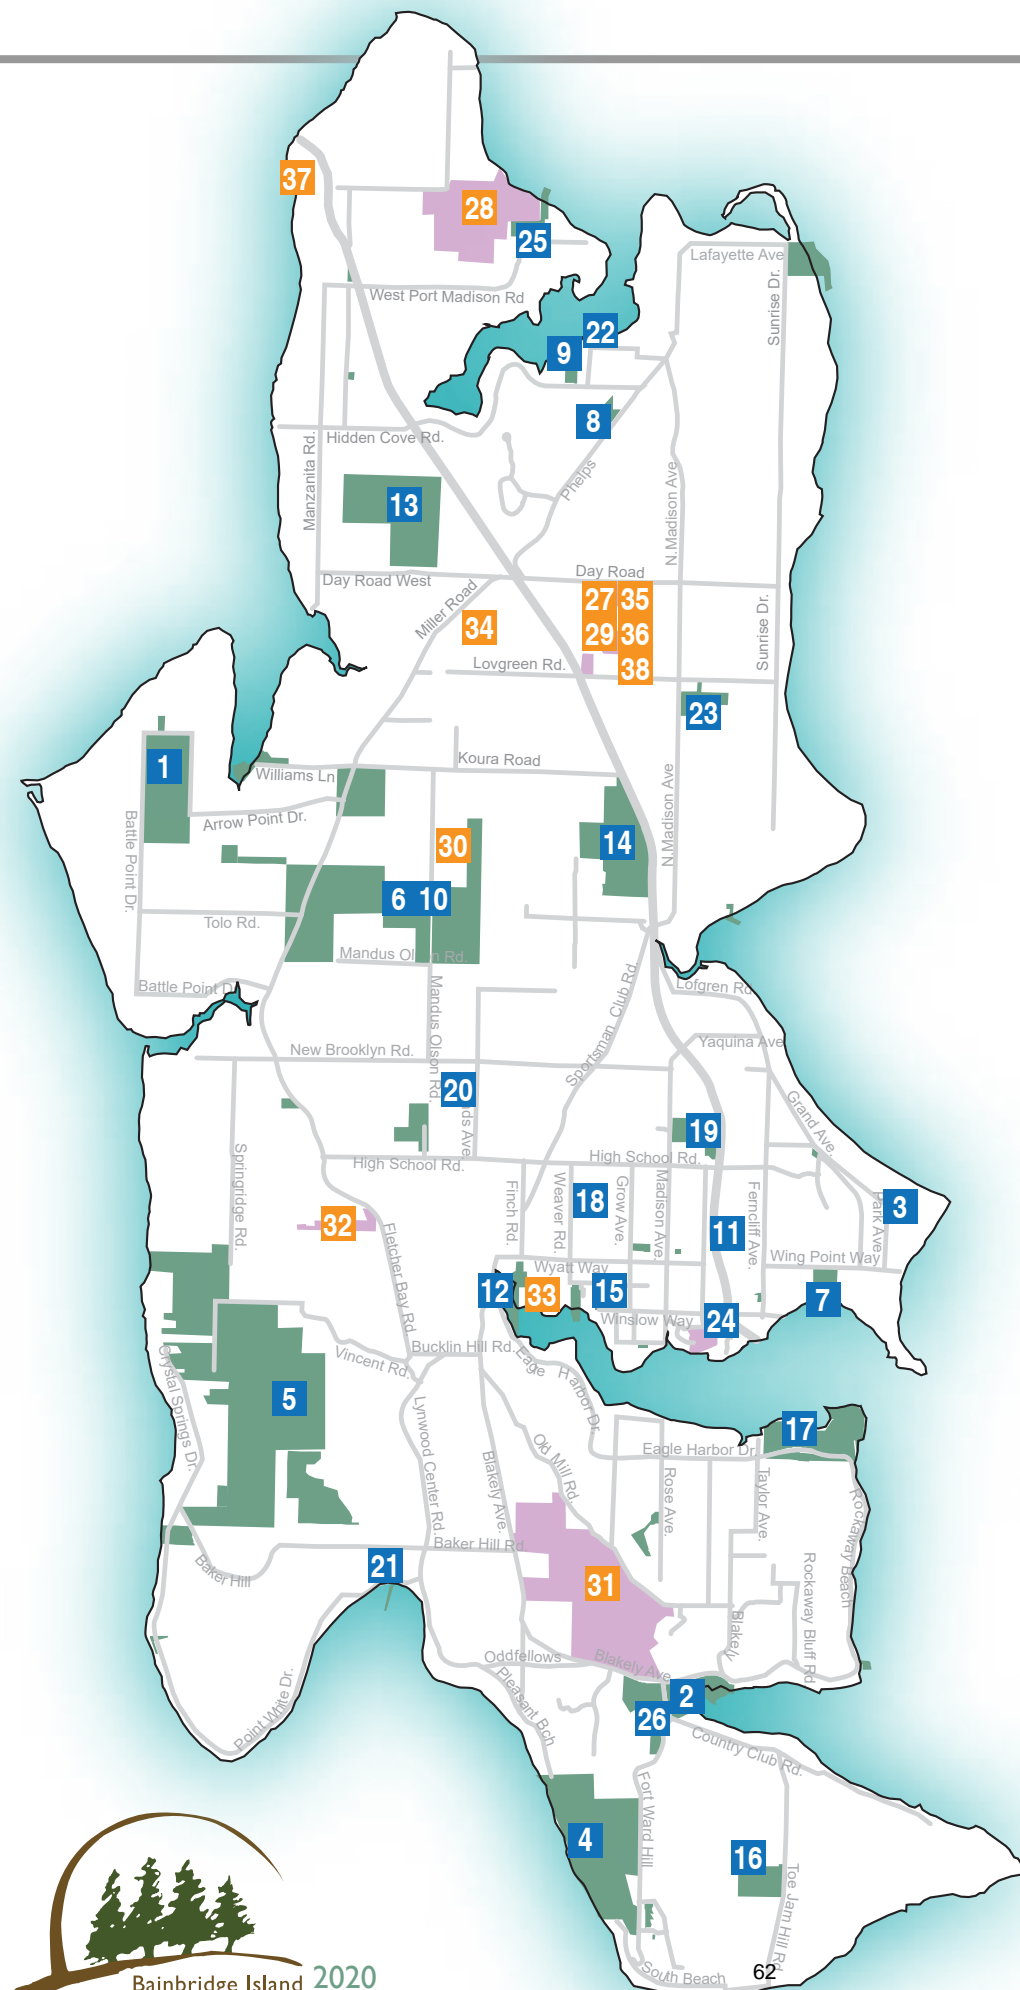 37
28
25
Lafayette Ave
Sunrise Dr.
West Port Madison Rd
22
9
8
Hidden Cove Rd.
Manzanita Rd.
13
Phelps
N.Madison Ave
Day Road West
Day Road
Miller Road
27 35
29 36
38
34
Lovgreen Rd.
Sunrise Dr.
23
1
Williams Ln
Koura Road
Arrow Point Dr.
Battle Point Dr.
30
14
N.Madison Ave
6 10
Tolo Rd.
Mandus Olson Rd.
Battle Point D
Mandus Olson Rd.
Sportsman Club Rd.
Lofgren Rd.
New Brooklyn Rd.
Yaquina Ave
20
ds Ave
Grand Ave.
19
Springridge Rd.
High School Rd.
High School Rd.
Finch Rd.
Weaver Rd.
18
Grow Ave.
Madison Ave.
11
Ferncliff Ave.
Park Ave.
3
32
Fletcher Bay Rd.
Wing Point Way
Wyatt Way
12
33
15
7
Winslow Way
24
Bucklin Hill Rd.
Vincent Rd.
Eage Harbor Dr.
Crystal Springs Dr.
5
Lynwood Center Rd.
Blakely Ave.
Old Mill Rd
17
Eagle Harbor Dr.
Rose Ave.
Taylor Ave.
Rockaway Beach
Baker Hill Rd
21
Baker Hill
31
Rockaway Bluff Rd
Blakely
Oddfellows
Blakely Ave
Pleasant Bch
Point White Dr.
2
26
Country Club Rd.
Fort Ward Hill
4
16
Toe Jam Hill Rd
South Beach
62
Bainbridge Island 2020